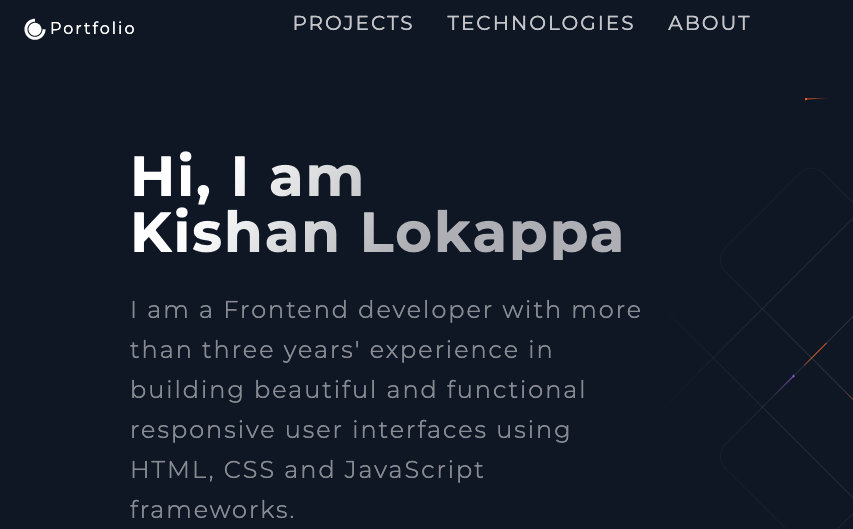 Portfolio
PROJECTS TECHNOLOGIES ABOUT
Hi, I am
Kishan Lokappa
I am a Frontend developer with more
than three years' experience in
building beautiful and functional
responsive user interfaces using
HTML, CSS and JavaScript
frameworks.